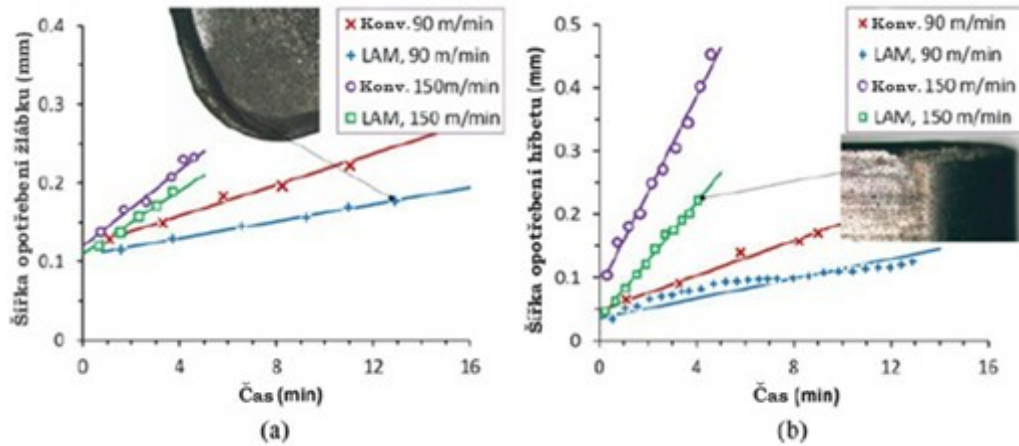 0.4
0.3
0.2
0.1
0
Šířka opotřebení žlábku (mm)
Konv. 90 m/min
LAM, 90 m/min
Konv. 150m/min
LAM, 150 m/min
0 4 8 12 16
Čas (min)
(a)
0.5
0.4
0.3
0.2
0.1
0
Šířka opotřebení hřbetu (mm)
Konv. 90 m/min
LAM, 90 m/min
Konv. 150 m/min
LAM, 150 m/min
0 4 8 12 16
Čas (min)
(b)